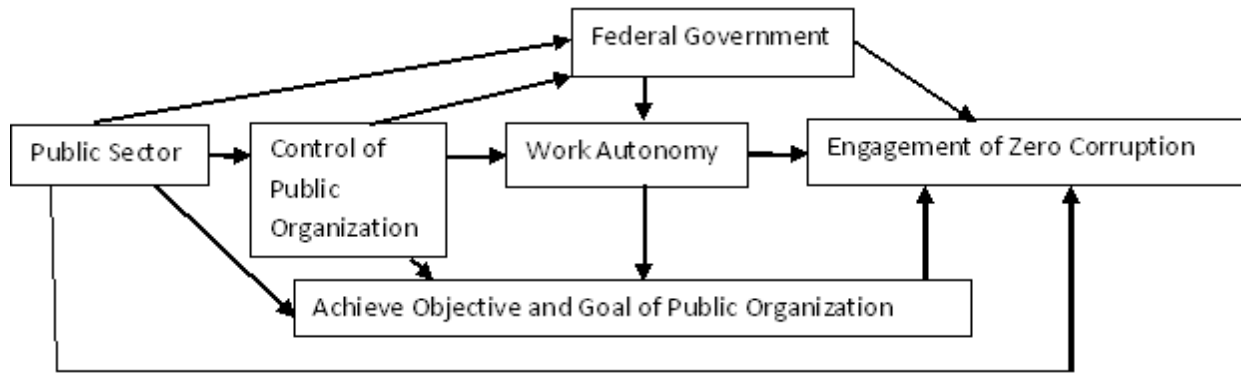 Federal Government
Public Sector
Control of
Public
Organization
Work Autonomy
Engagement of Zero Corruption
Achieve Objective and Goal of Public Organization